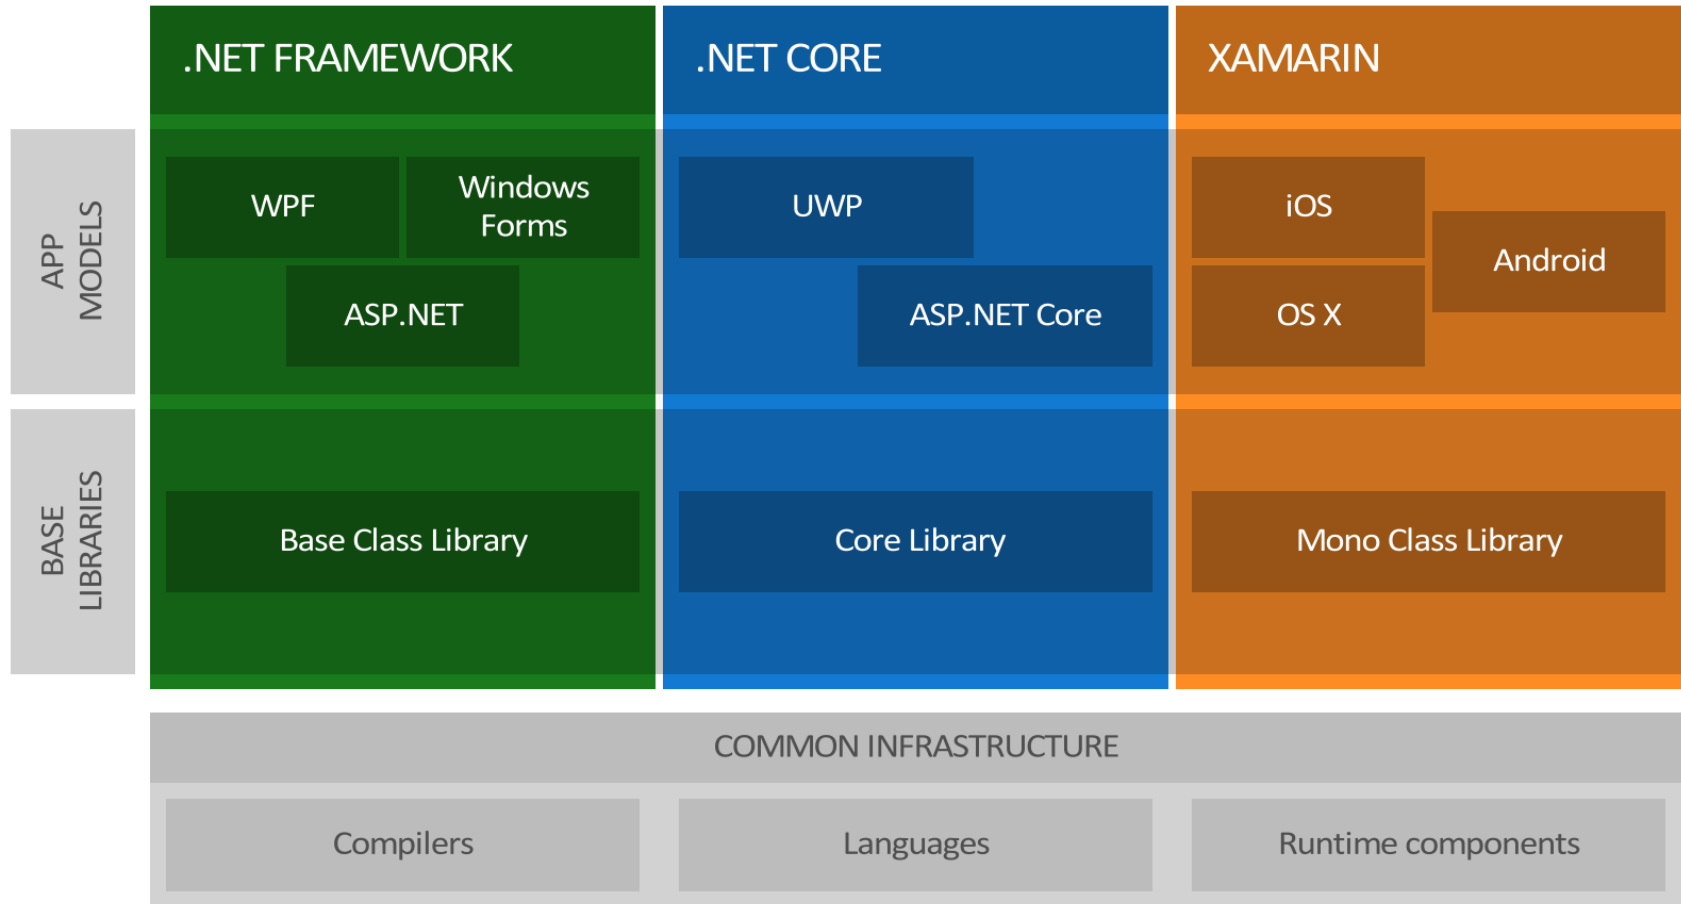 .NET FRAMEWORK
.NET CORE
XAMARIN
APP
MODELS
WPF
Windows
Forms
ASP.NET
UWP
ASP.NET Core
iOS
Android
OS X
BASE
LIBRARIES
Base Class Library
Core Library
Mono Class Library
COMMON INFRASTRUCTURE
Compilers
Languages
Runtime components